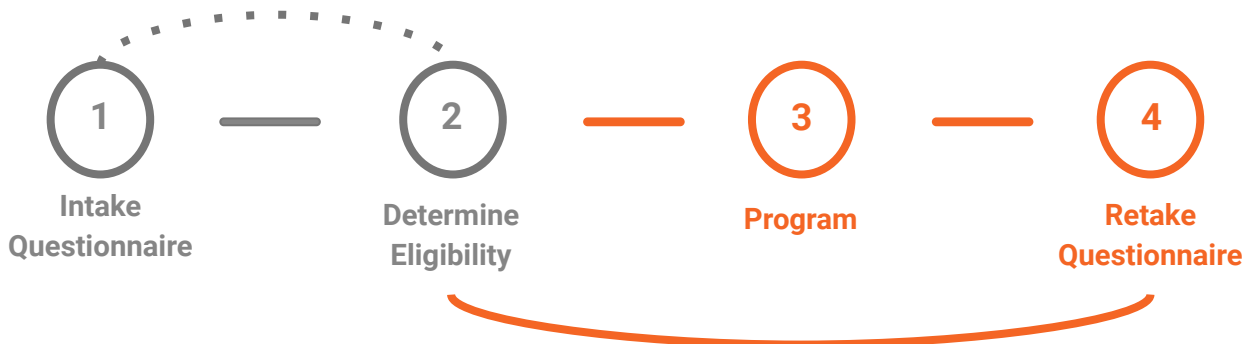 1
2
3
4
Intake
Questionnaire
Determine
Eligibility
Program
Retake
Questionnaire